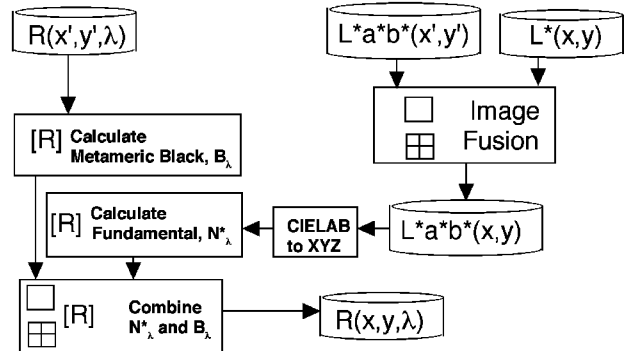 R(x',y',λ)
L*a*b*(x',y')
L*(x,y)
Image
Fusion
[R] Calculate
Metameric Black, Bλ
[R] Calculate
Fundamental, N*λ
CIELAB
to XYZ
L*a*b*(x,y)
[R] Combine
N*λ and Bλ
R(x,y,λ)